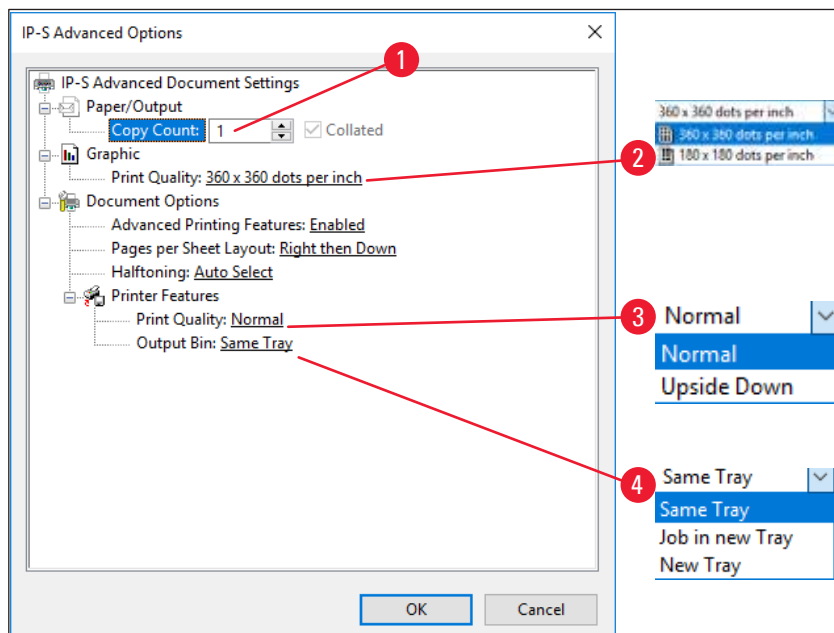 IP-S Advanced Options
1
IP-S Advanced Document Settings
Paper/Output
Copy Count: 1 Collated
Graphic
Print Quality: 360 x 360 dots per inch
Document Options
Advanced Printing Features: Enabled
Pages per Sheet Layout: Right then Down
Halftoning: Auto Select
Printer Features
Print Quality: Normal
Output Bin: Same Tray
OK
Cancel
2
360 x 360 dots per inch
360 x 360 dots per inch
180 x 180 dots per inch
3
Normal
Normal
Upside Down
4
Same Tray
Same Tray
Job in new Tray
New Tray